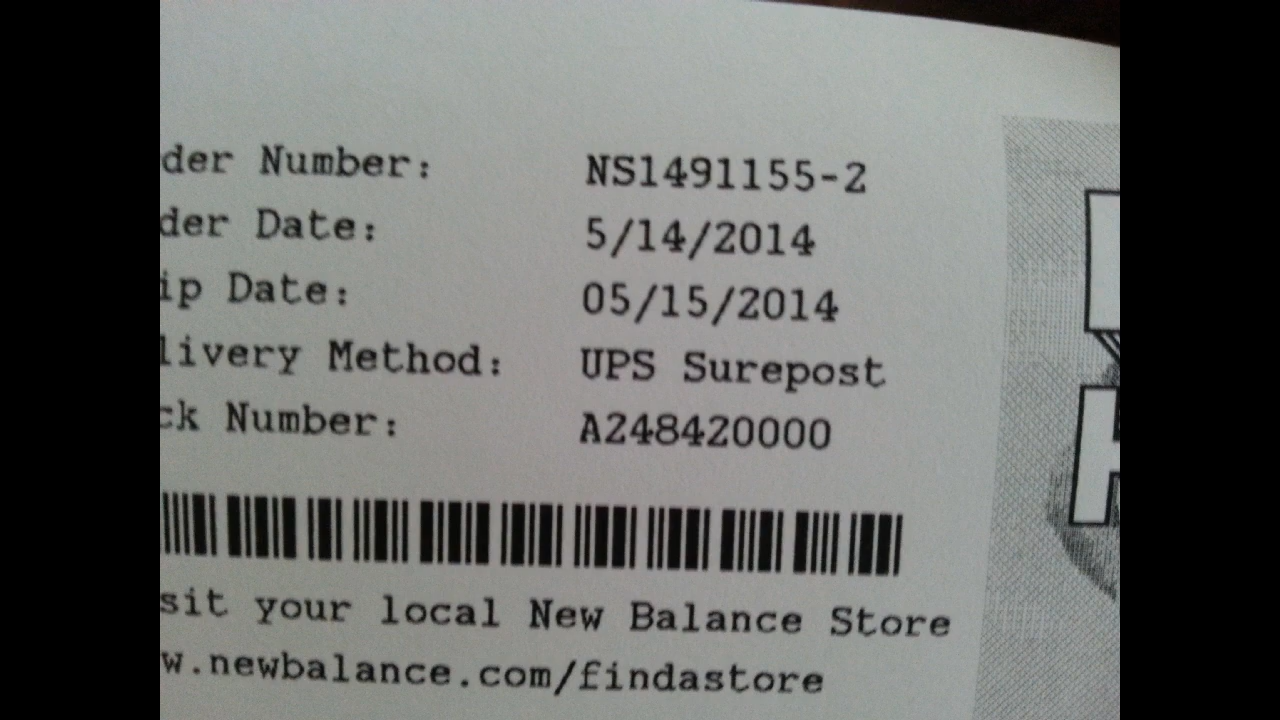 der Number: NS1491155-2
der Date: 5/14/2014
ip Date: 05/15/2014
livery Method: UPS Surepost
ck Number: A248420000
sit your local New Balance Store
w.newbalance.com/findastore